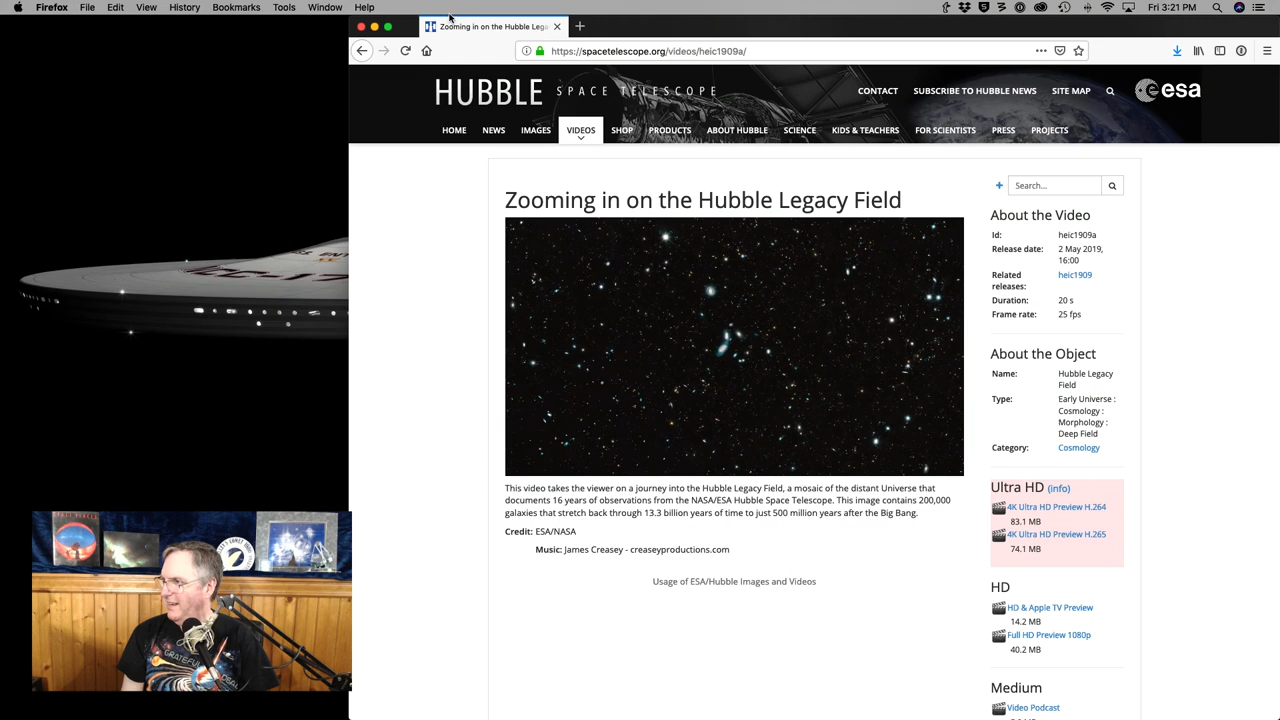 Firefox File Edit View History Bookmarks Tools Window Help
Fri 3:21 PM
Zooming in on the Hubble Lega
https://spacetelescope.org/videos/heic1909a/
HUBBLE SPACE TELESCOPE
CONTACT SUBSCRIBE TO HUBBLE NEWS SITE MAP
esa
HOME NEWS IMAGES VIDEOS SHOP PRODUCTS ABOUT HUBBLE SCIENCE KIDS & TEACHERS FOR SCIENTISTS PRESS PROJECTS
Zooming in on the Hubble Legacy Field
This video takes the viewer on a journey into the Hubble Legacy Field, a mosaic of the distant Universe that
documents 16 years of observations from the NASA/ESA Hubble Space Telescope. This image contains 200,000
galaxies that stretch back through 13.3 billion years of time to just 500 million years after the Big Bang.
Credit: ESA/NASA
Music: James Creasey - creaseyproductions.com
Usage of ESA/Hubble Images and Videos
Search...
About the Video
Id: heic1909a
Release date: 2 May 2019,
16:00
Related heic1909
releases:
Duration: 20 s
Frame rate: 25 fps
About the Object
Name: Hubble Legacy
Field
Type: Early Universe :
Cosmology :
Morphology :
Deep Field
Category: Cosmology
Ultra HD (info)
4K Ultra HD Preview H.264
83.1 MB
4K Ultra HD Preview H.265
74.1 MB
HD
HD & Apple TV Preview
14.2 MB
Full HD Preview 1080p
40.2 MB
Medium
Video Podcast
GRATEFUL DEAD